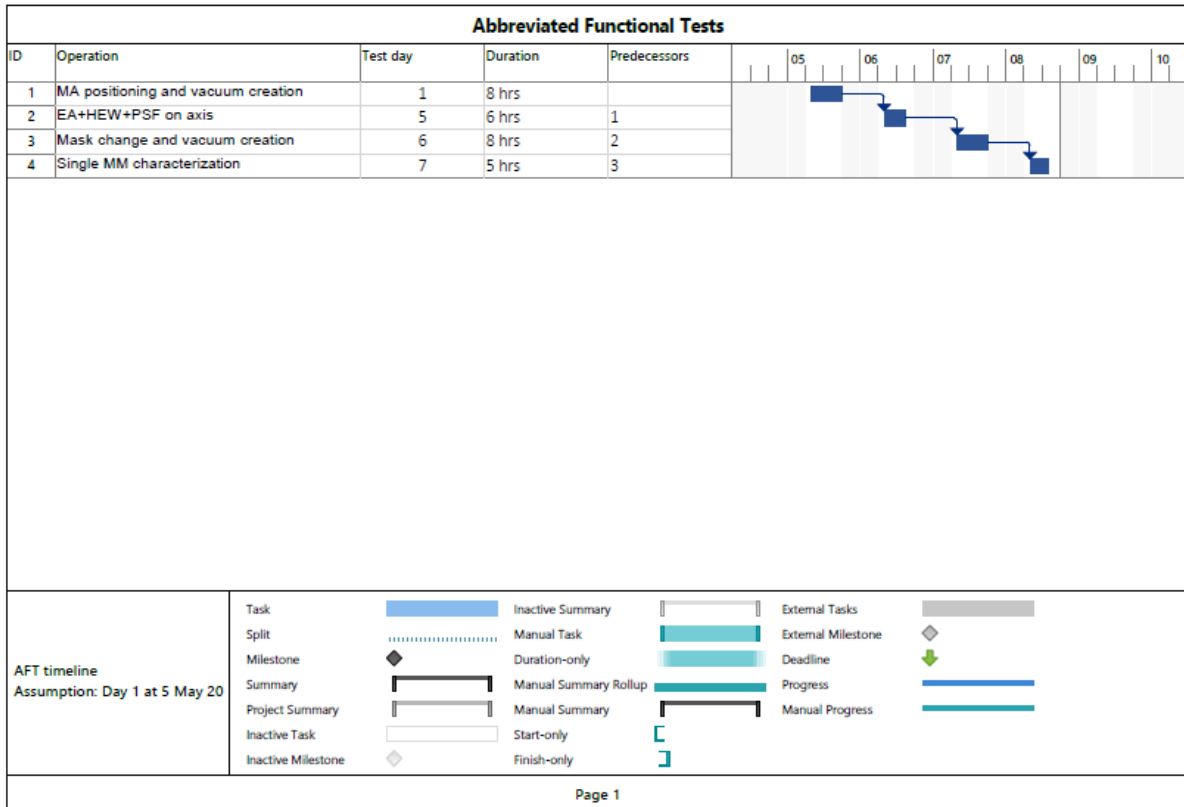 Abbreviated Functional Tests
ID Operation Test day Duration Predecessors 05 06 07 08 09 10
1 MA positioning and vacuum creation 1 8 hrs
2 EA+HEW+PSF on axis 5 6 hrs 1
3 Mask change and vacuum creation 6 8 hrs 2
4 Single MM characterization 7 5 hrs 3
AFT timeline
Assumption: Day 1 at 5 May 20
Task Inactive Summary External Tasks
Split Manual Task External Milestone
Milestone Duration-only Deadline
Summary Manual Summary Rollup Progress
Project Summary Manual Summary Manual Progress
Inactive Task Start-only
Inactive Milestone Finish-only
Page 1